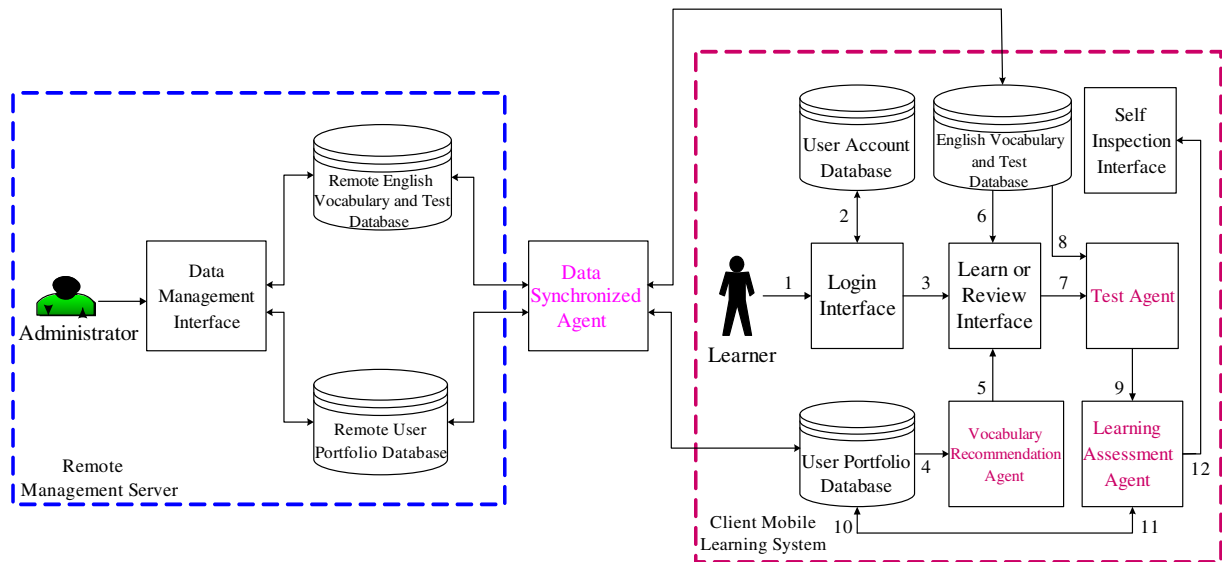 Remote English
Vocabulary and Test
Database
Data
Management
Interface
Administrator
Remote User
Portfolio Database
Remote
Management Server
Data
Synchronized
Agent
User Account
Database
English Vocabulary
and Test
Database
Self
Inspection
Interface
2
6
8
1
Login
Interface
3
Learn or
Review
Interface
7
Test Agent
Learner
5
9
User Portfolio
Database
4
Vocabulary
Recommendation
Agent
Learning
Assessment
Agent
12
10
11
Client Mobile
Learning System